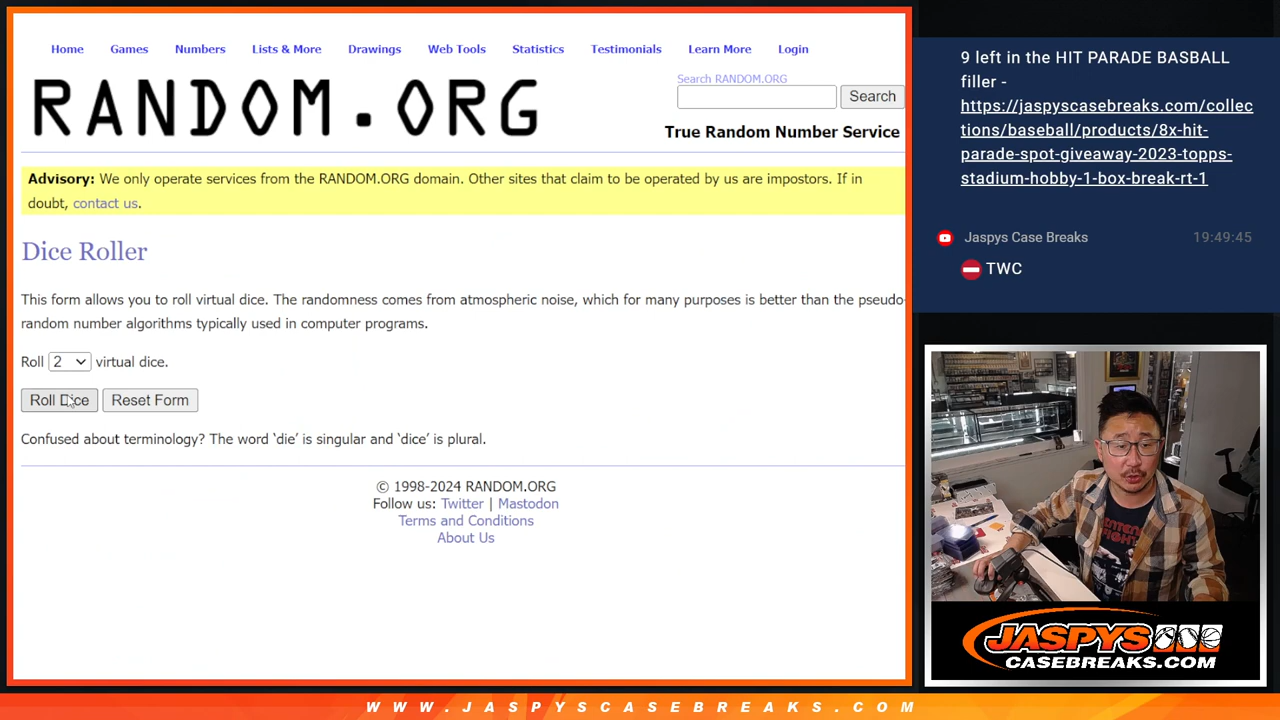 Home Games Numbers Lists & More Drawings Web Tools Statistics Testimonials Learn More Login
RANDOM.ORG
Search RANDOM.ORG
Search
True Random Number Service
Advisory: We only operate services from the RANDOM.ORG domain. Other sites that claim to be operated by us are impostors. If in
doubt, contact us.
Dice Roller
This form allows you to roll virtual dice. The randomness comes from atmospheric noise, which for many purposes is better than the pseudo-
random number algorithms typically used in computer programs.
Roll 2 virtual dice.
Roll Dice Reset Form
Confused about terminology? The word ‘die’ is singular and ‘dice’ is plural.
© 1998-2024 RANDOM.ORG
Follow us: Twitter | Mastodon
Terms and Conditions
About Us
9 left in the HIT PARADE BASBALL
filler -
https://jaspyscasebreaks.com/collec
tions/baseball/products/8x-hit-
parade-spot-giveaway-2023-topps-
stadium-hobby-1-box-break-rt-1
Jaspys Case Breaks 19:49:45
TWC
JASPYS
CASEBREAKS.COM
WWW.JASPYSCASEBREAKS.COM